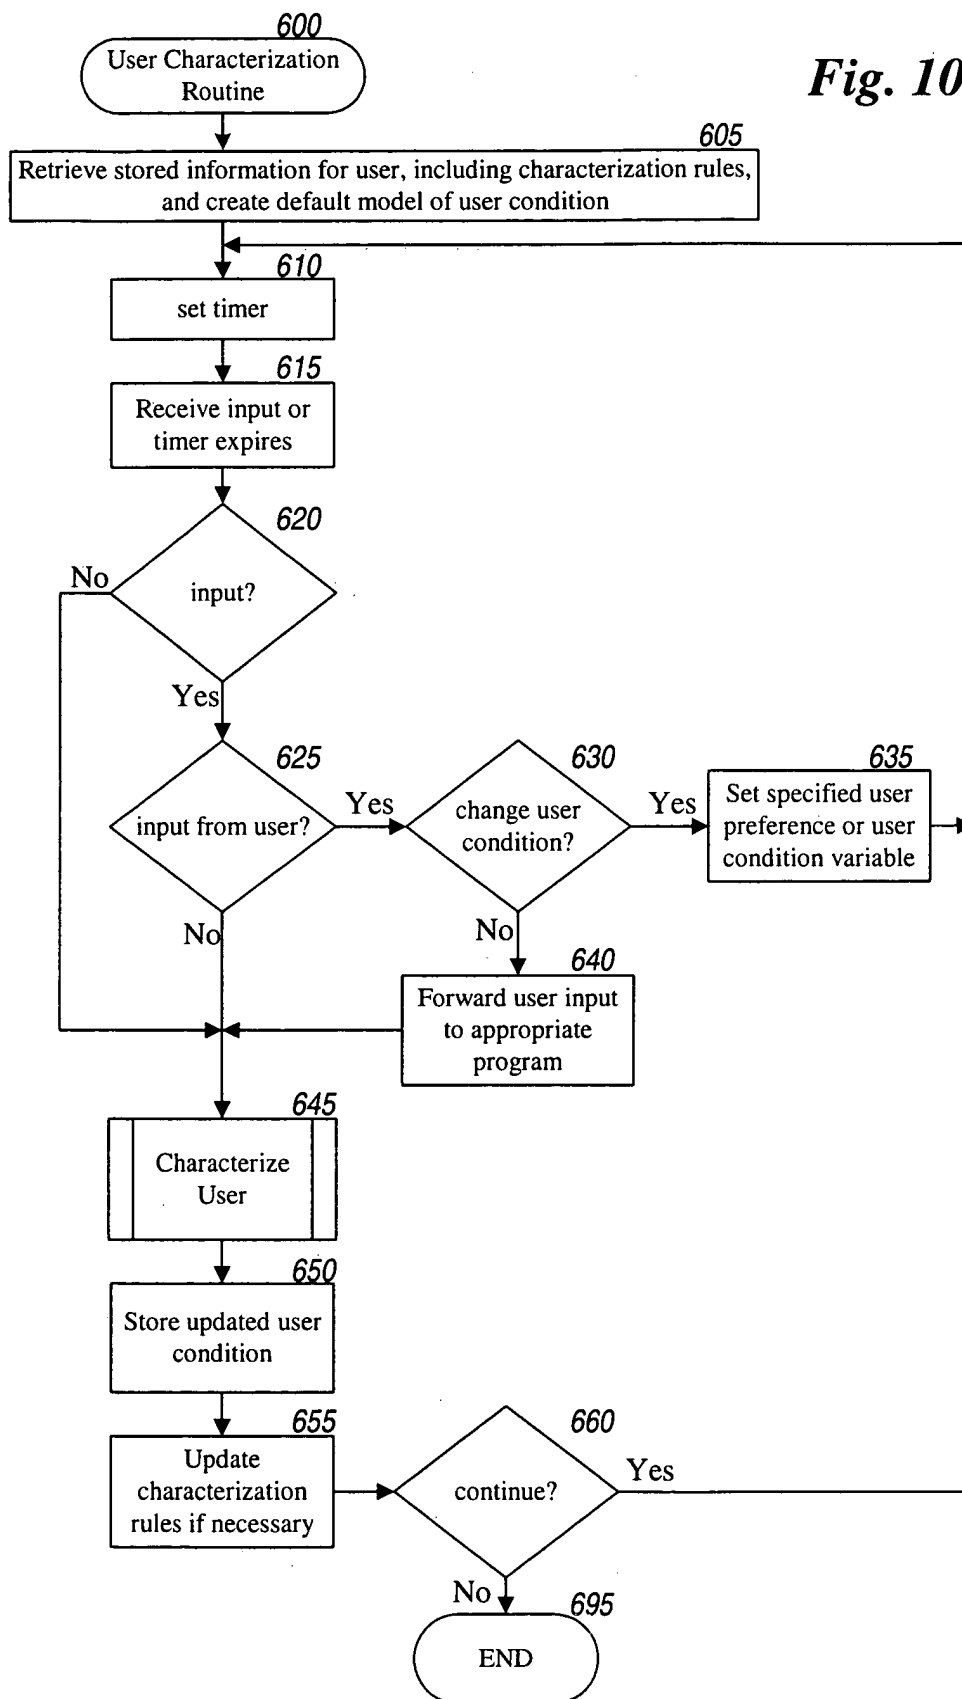 600
User Characterization
Routine
Fig. 10
605
Retrieve stored information for user, including characterization rules,
and create default model of user condition
610
set timer
615
Receive input or
timer expires
620
No
input?
Yes
625
630
635
input from user?
Yes
change user
condition?
Yes
Set specified user
preference or user
condition variable
No
No
640
Forward user input
to appropriate
program
645
Characterize
User
650
Store updated user
condition
655
660
Update
characterization
rules if necessary
continue?
Yes
No
695
END